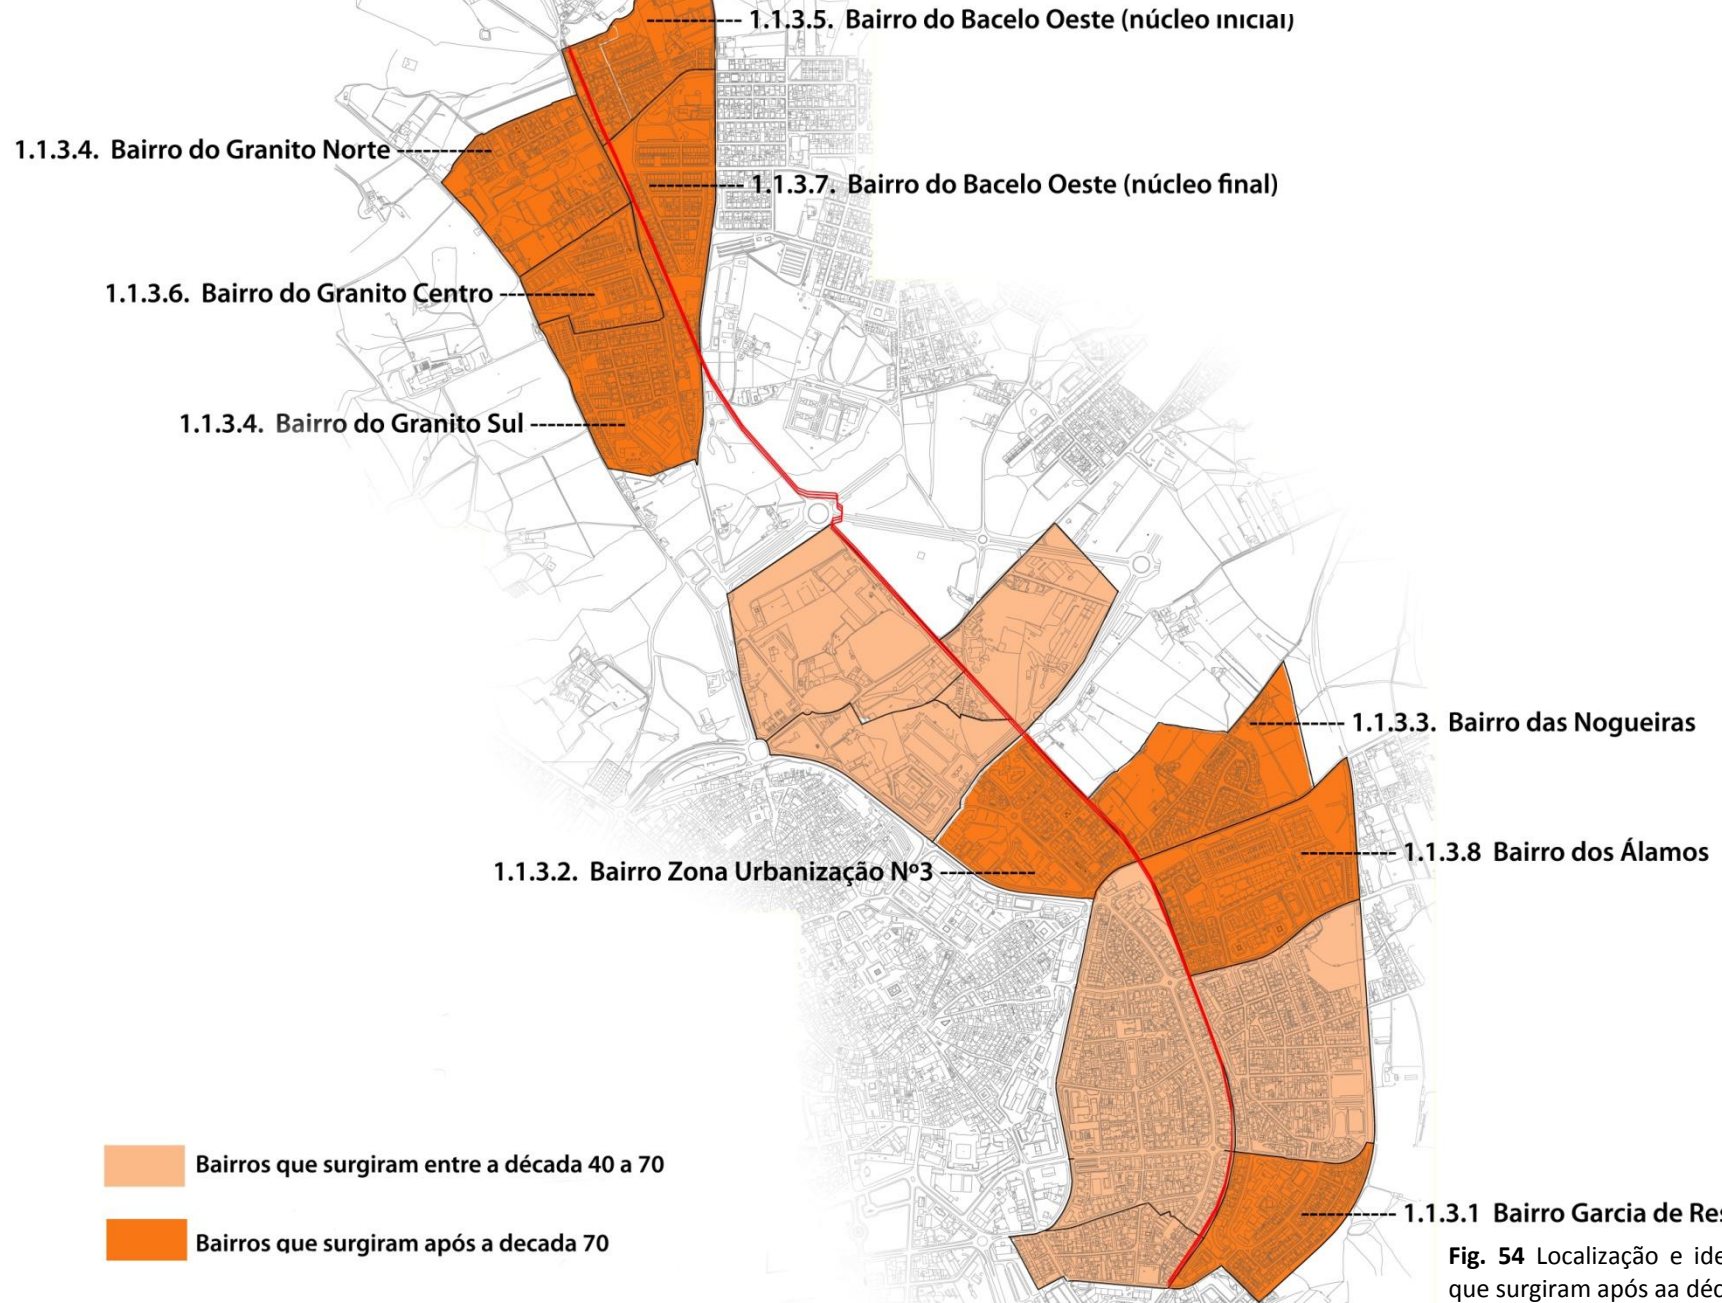 1.1.3.5. Bairro do Bacelo Oeste (núcleo inicial)
1.1.3.4. Bairro do Granito Norte
1.1.3.7. Bairro do Bacelo Oeste (núcleo final)
1.1.3.6. Bairro do Granito Centro
1.1.3.4. Bairro do Granito Sul
1.1.3.3. Bairro das Nogueiras
1.1.3.8 Bairro dos Álamos
1.1.3.2. Bairro Zona Urbanização Nº3
Bairros que surgiram entre a década 40 a 70
1.1.3.1 Bairro Garcia de Res
Bairros que surgiram após a decada 70
Fig. 54 Localização e ide
que surgiram após aa déc